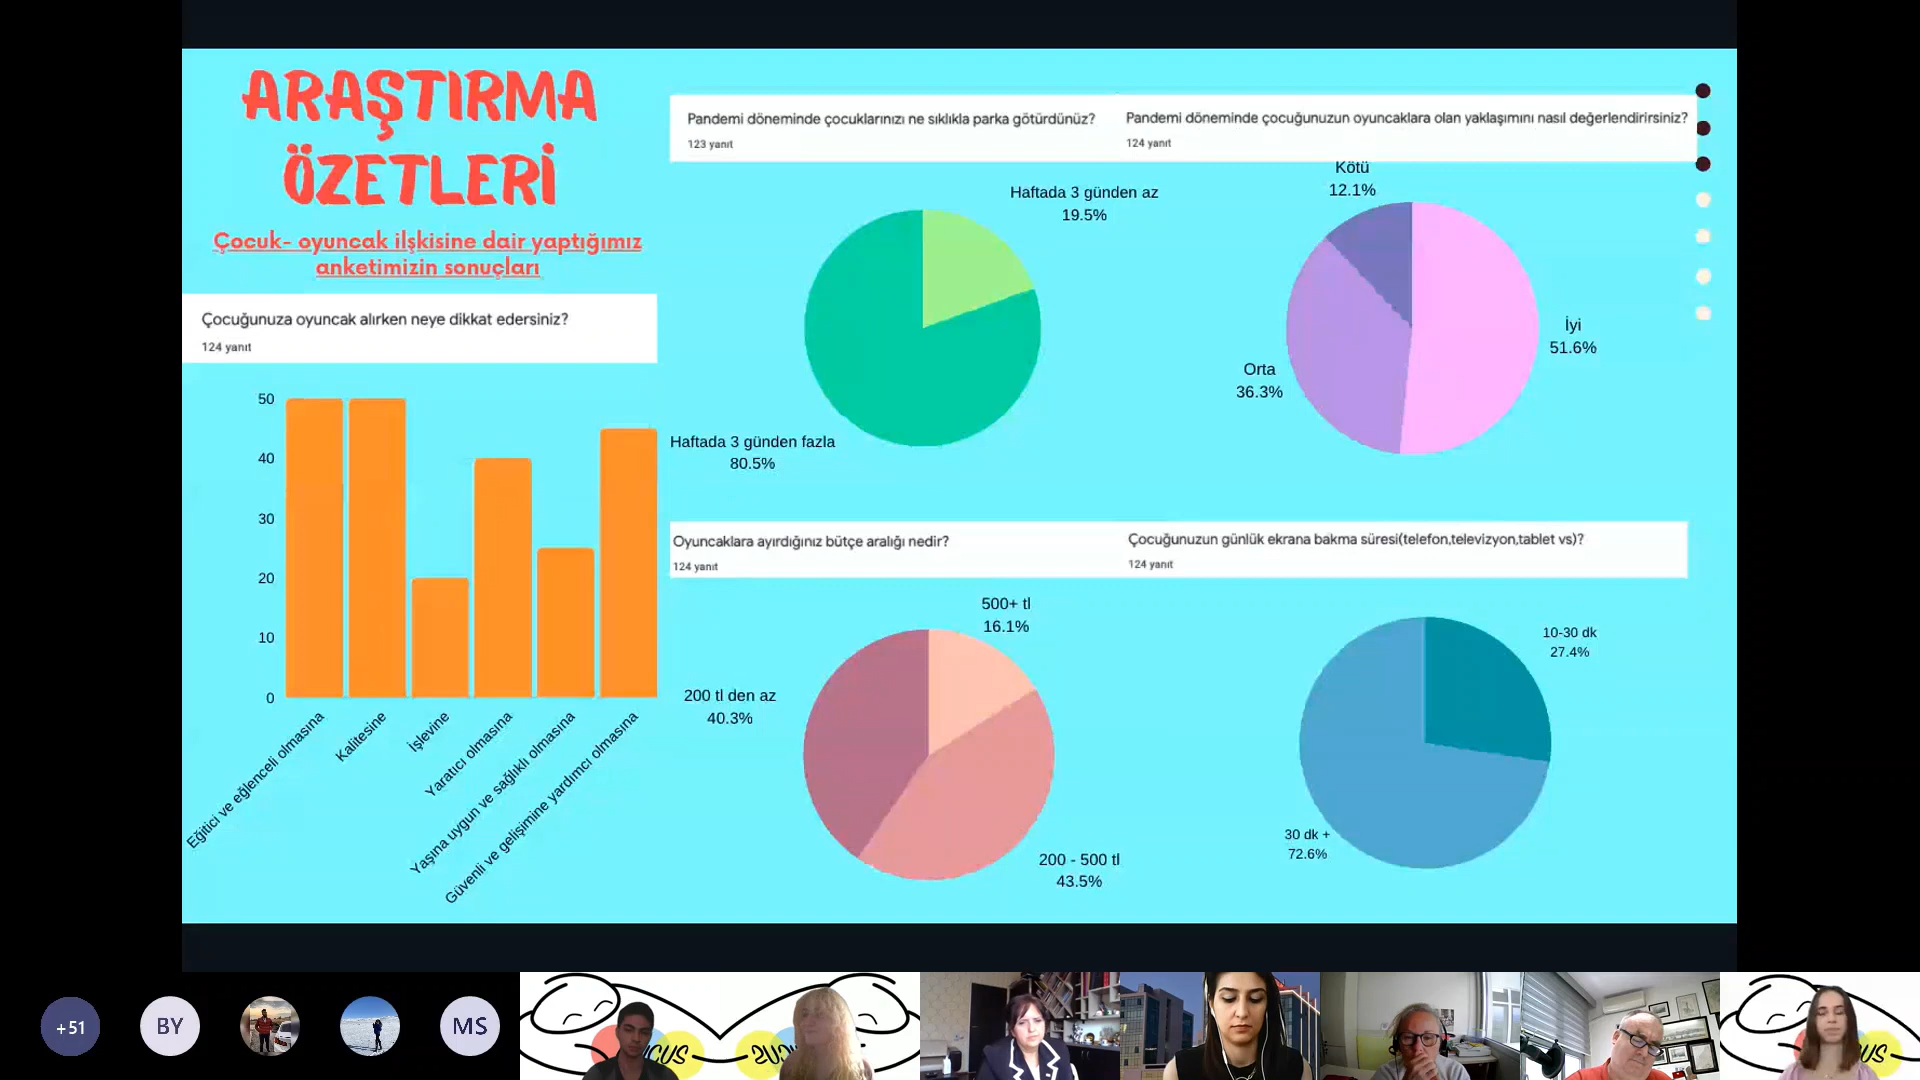 ARAŞTIRMA
ÖZETLERİ
Çocuk- oyuncak ilşkisine dair yaptığımız
anketimizin sonuçları
Çocuğunuza oyuncak alırken neye dikkat edersiniz?
124 yanıt
50
40
30
20
10
0
Eğitici ve eğlenceli olmasına
Kalitesine
İşlevine
Yaratıcı olmasına
Yaşına uygun ve sağlıklı olmasına
Güvenli ve gelişimine yardımcı olmasına
Pandemi döneminde çocuklarınızı ne sıklıkla parka götürdünüz?
123 yanıt
Haftada 3 günden az
19.5%
Haftada 3 günden fazla
80.5%
Pandemi döneminde çocuğunuzun oyuncaklara olan yaklaşımını nasıl değerlendirirsiniz?
124 yanıt
Kötü
12.1%
İyi
51.6%
Orta
36.3%
Oyuncaklara ayırdığınız bütçe aralığı nedir?
124 yanıt
500+ tl
16.1%
200 tl den az
40.3%
200 - 500 tl
43.5%
Çocuğunuzun günlük ekrana bakma süresi(telefon,televizyon,tablet vs)?
124 yanıt
10-30 dk
27.4%
30 dk +
72.6%
+51
BY
MS